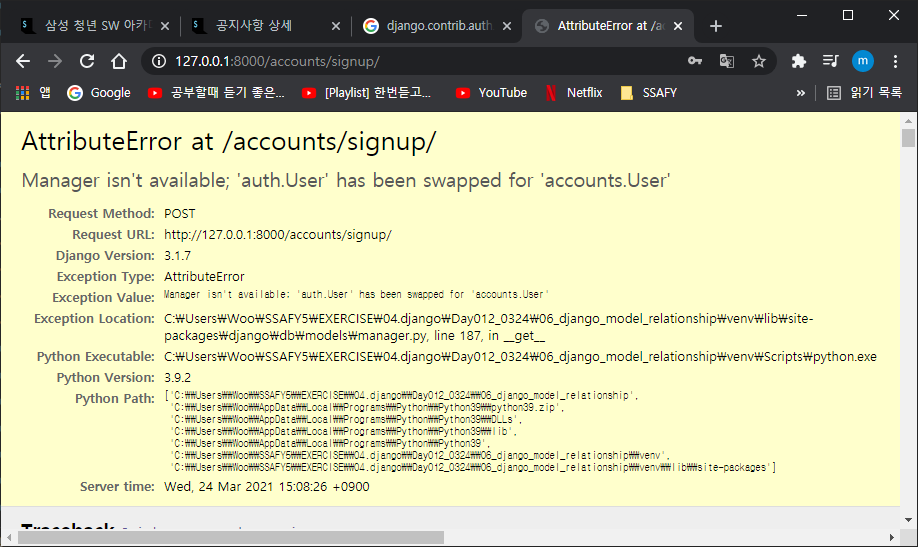 삼성 청년 SW 아카
공지사항 상세
django.contrib.auth
AttributeError at /a
127.0.0.1:8000/accounts/signup/
m
앱
Google
공부할때 듣기 좋은...
[Playlist] 한번듣고...
YouTube
Netflix
SSAFY
»
읽기 목록
AttributeError at /accounts/signup/
Manager isn't available; 'auth.User' has been swapped for 'accounts.User'
Request Method: POST
Request URL: http://127.0.0.1:8000/accounts/signup/
Django Version: 3.1.7
Exception Type: AttributeError
Exception Value: Manager isn't available; 'auth.User' has been swapped for 'accounts.User'
Exception Location: C:₩Users₩Woo₩SSAFY5₩EXERCISE₩04.django₩Day012_0324₩06_django_model_relationship₩venv₩lib₩site-
packages₩django₩db₩models₩manager.py, line 187, in __get__
Python Executable: C:₩Users₩Woo₩SSAFY5₩EXERCISE₩04.django₩Day012_0324₩06_django_model_relationship₩venv₩Scripts₩python.exe
Python Version: 3.9.2
Python Path: ['C:₩₩Users₩₩Woo₩₩SSAFY5₩₩EXERCISE₩₩04.django₩₩Day012_0324₩₩06_django_model_relationship',
'C:₩₩Users₩₩Woo₩₩AppData₩₩Local₩₩Programs₩₩Python₩₩Python39₩₩python39.zip',
'C:₩₩Users₩₩Woo₩₩AppData₩₩Local₩₩Programs₩₩Python₩₩Python39₩₩DLLs',
'C:₩₩Users₩₩Woo₩₩AppData₩₩Local₩₩Programs₩₩Python₩₩Python39₩₩lib',
'C:₩₩Users₩₩Woo₩₩AppData₩₩Local₩₩Programs₩₩Python₩₩Python39',
'C:₩₩Users₩₩Woo₩₩SSAFY5₩₩EXERCISE₩₩04.django₩₩Day012_0324₩₩06_django_model_relationship₩₩venv',
'C:₩₩Users₩₩Woo₩₩SSAFY5₩₩EXERCISE₩₩04.django₩₩Day012_0324₩₩06_django_model_relationship₩₩venv₩₩lib₩₩site-packages']
Server time: Wed, 24 Mar 2021 15:08:26 +0900
Traceback